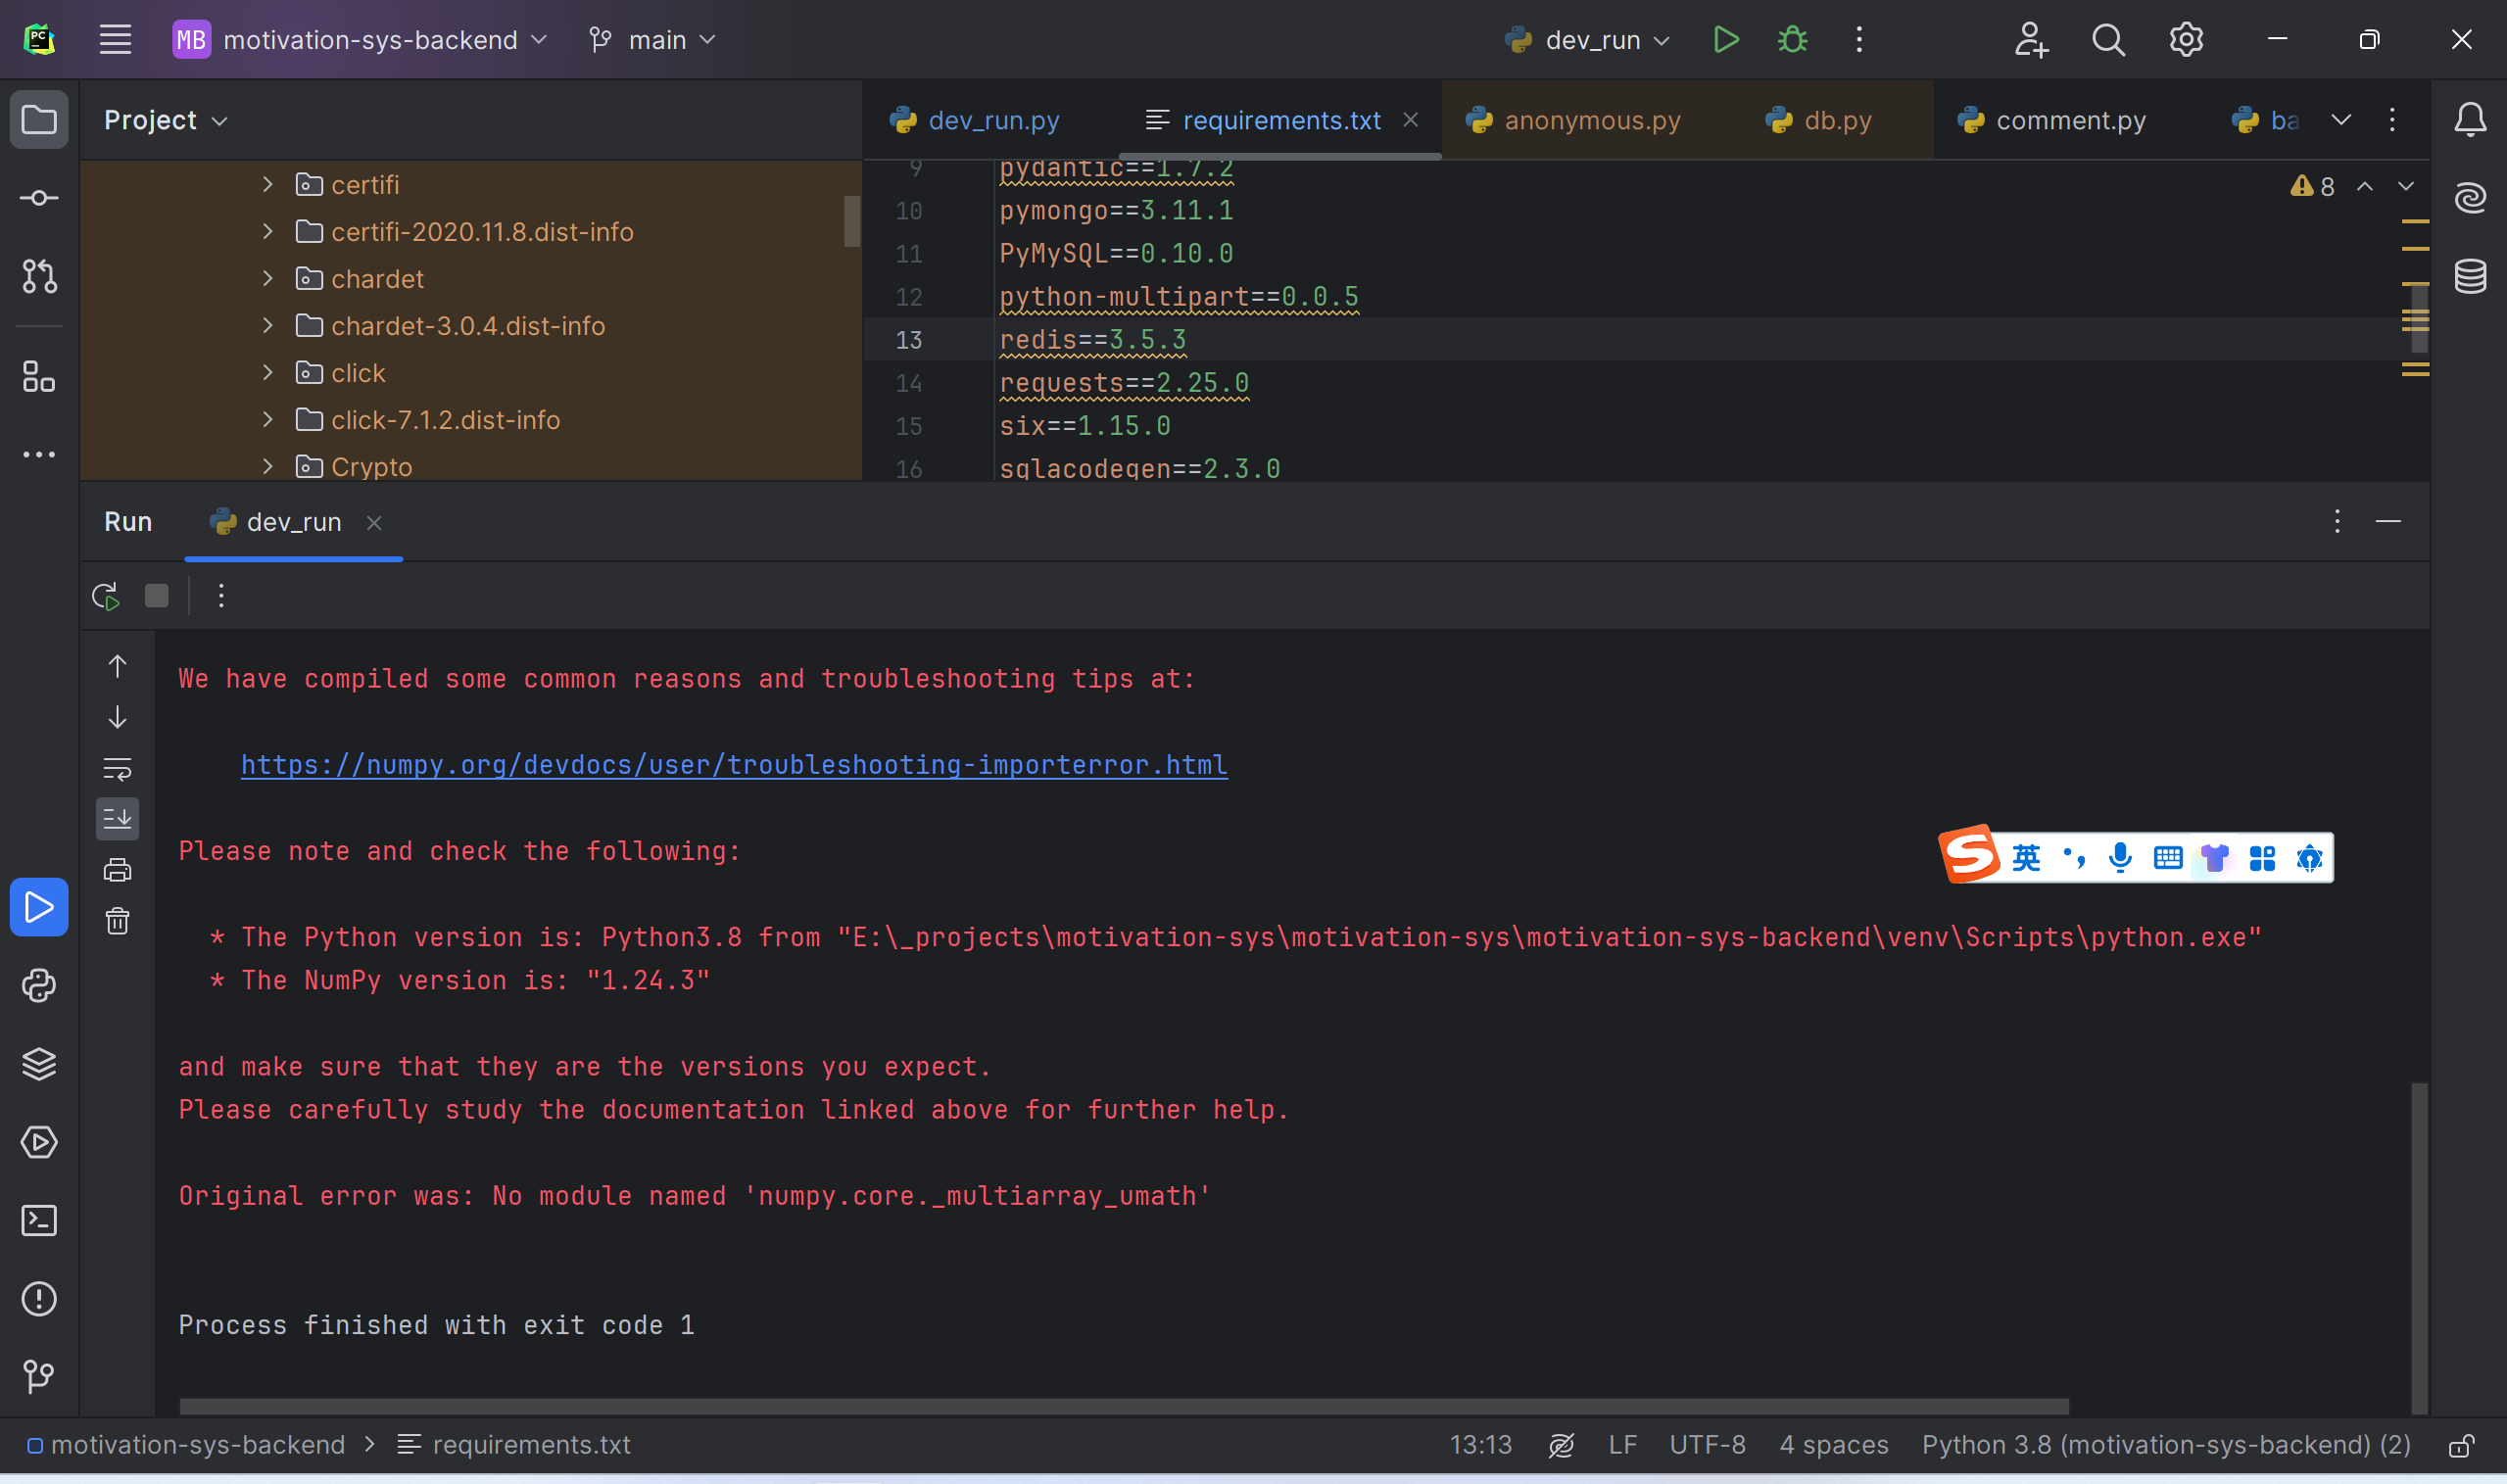 PC
MB motivation-sys-backend
main
dev_run
Project
dev_run.py
requirements.txt
anonymous.py
db.py
comment.py
ba
certifi
certifi-2020.11.8.dist-info
chardet
chardet-3.0.4.dist-info
click
click-7.1.2.dist-info
Crypto
9 pydantic==1.7.2
10 pymongo==3.11.1
11 PyMySQL==0.10.0
12 python-multipart==0.0.5
13 redis==3.5.3
14 requests==2.25.0
15 six==1.15.0
16 sqlacodegen==2.3.0
8
Run
dev_run
We have compiled some common reasons and troubleshooting tips at:
https://numpy.org/devdocs/user/troubleshooting-importerror.html
Please note and check the following:
S 英
* The Python version is: Python3.8 from "E:\_projects\motivation-sys\motivation-sys\motivation-sys-backend\venv\Scripts\python.exe"
* The NumPy version is: "1.24.3"
and make sure that they are the versions you expect.
Please carefully study the documentation linked above for further help.
Original error was: No module named 'numpy.core._multiarray_umath'
Process finished with exit code 1
motivation-sys-backend > requirements.txt
13:13
LF
UTF-8
4 spaces
Python 3.8 (motivation-sys-backend) (2)